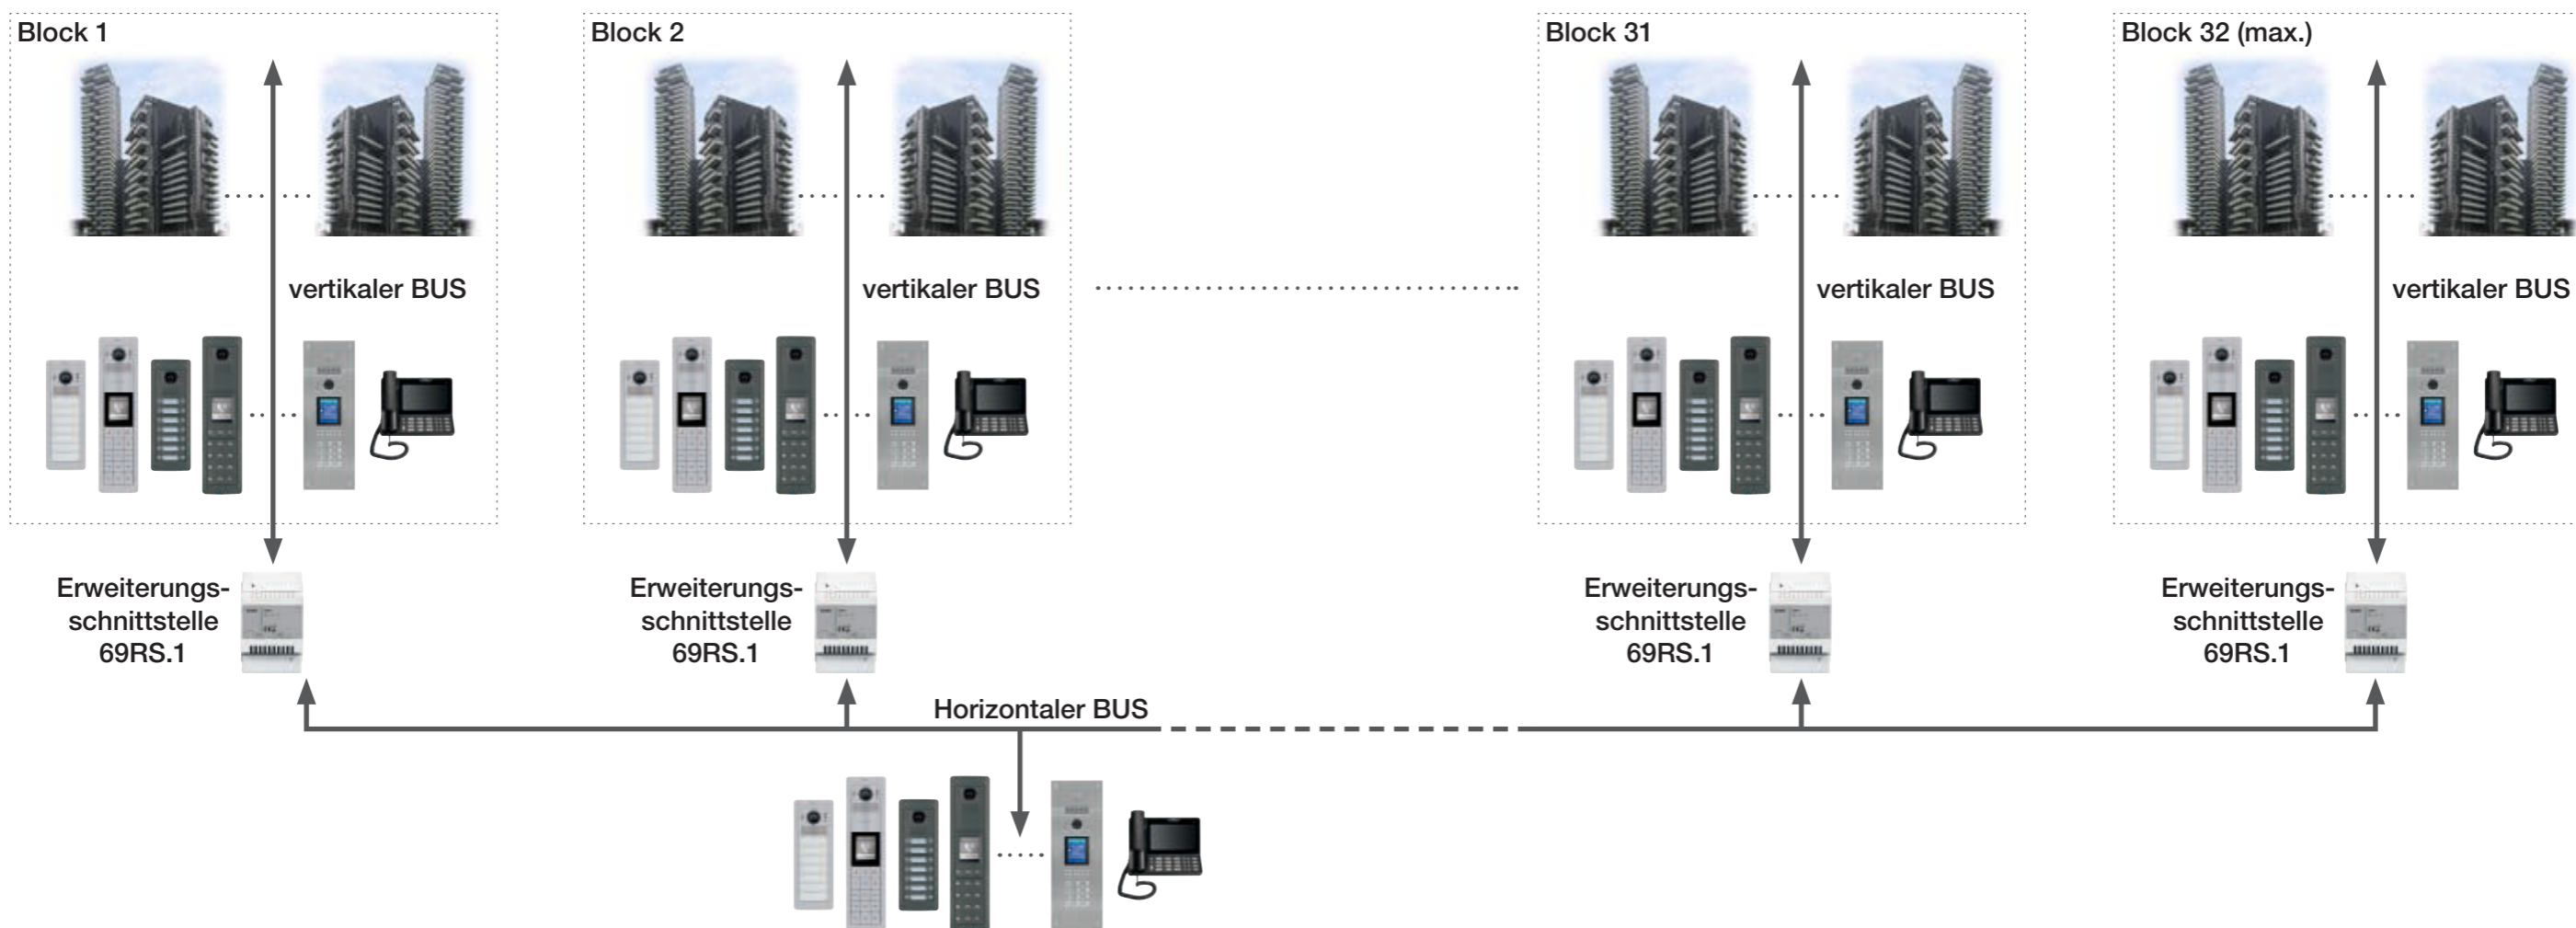 Block 1
Block 2
Block 31
Block 32 (max.)
vertikaler BUS
vertikaler BUS
vertikaler BUS
vertikaler BUS
Erweiterungs-
schnittstelle
69RS.1
Erweiterungs-
schnittstelle
69RS.1
Erweiterungs-
schnittstelle
69RS.1
Erweiterungs-
schnittstelle
69RS.1
Horizontaler BUS